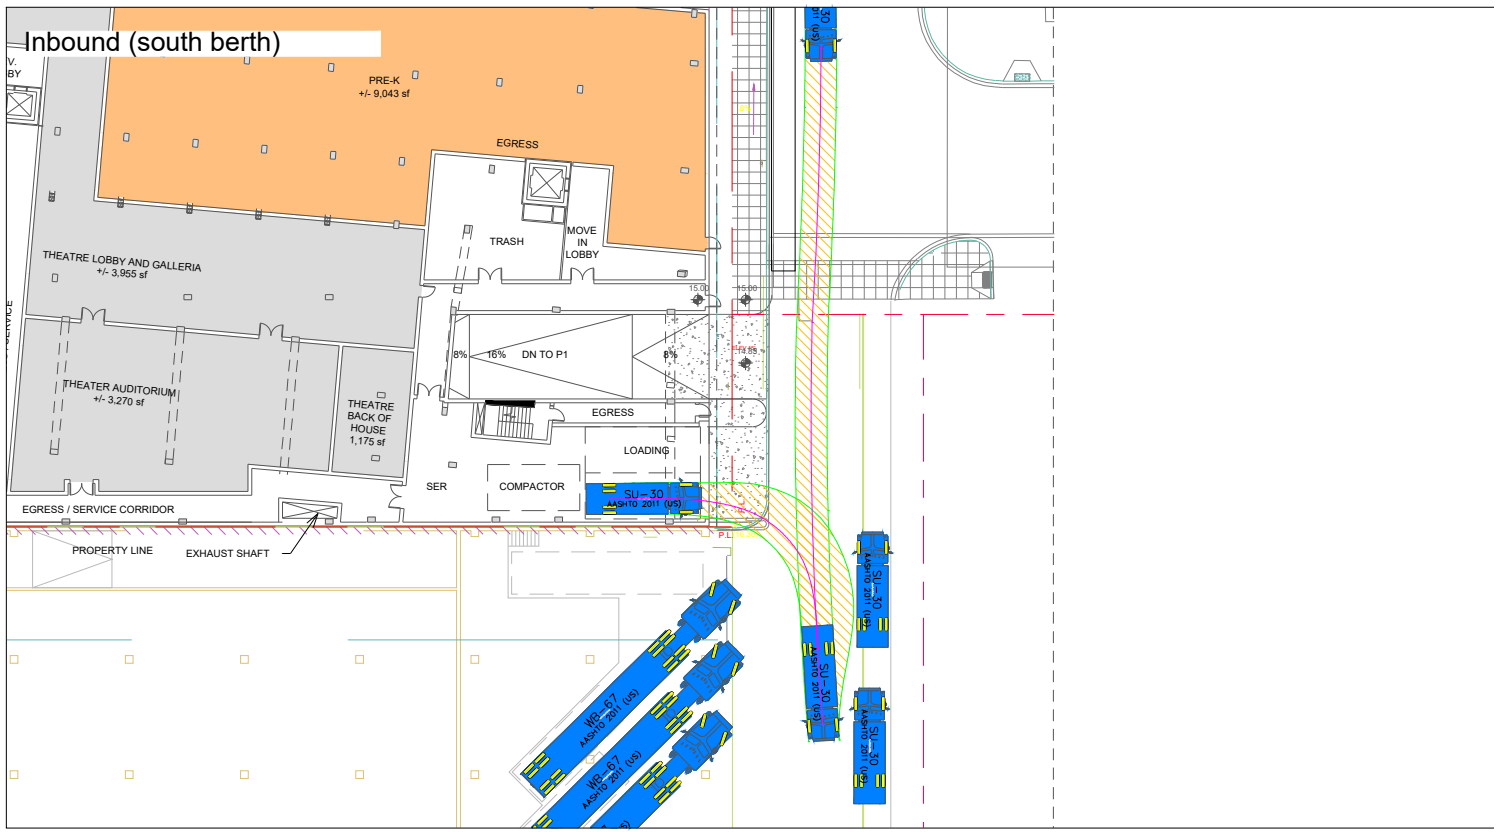 Inbound (south berth)
V.
BY
PRE-K
+/- 9,043 sf
EGRESS
TRASH
MOVE
IN
LOBBY
THEATRE LOBBY AND GALLERIA
+/- 3,955 sf
15.00
15.00
8%
16%
DN TO P1
8%
14.85
THEATER AUDITORIUM
+/- 3.270 sf
THEATRE
BACK OF
HOUSE
1,175 sf
EGRESS
LOADING
SER
COMPACTOR
SU-30
AASHTO 2011 (US)
EGRESS / SERVICE CORRIDOR
PROPERTY LINE
EXHAUST SHAFT
P.L.
SU-30
AASHTO 2011 (US)
SU-30
AASHTO 2011 (US)
SU-30
AASHTO 2011 (US)
WB-67
AASHTO 2011 (US)
WB-67
AASHTO 2011 (US)